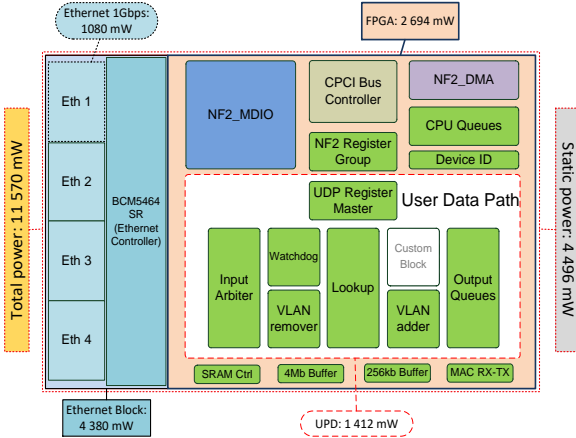 Ethernet 1Gbps:
1080 mW
FPGA: 2 694 mW
Total power: 11 570 mW
Eth 1
Eth 2
Eth 3
Eth 4
BCM5464
SR
(Ethernet
Controller)
NF2_MDIO
CPCI Bus
Controller
NF2_DMA
CPU Queues
NF2 Register
Group
Device ID
UDP Register
Master
User Data Path
Input
Arbiter
Watchdog
VLAN
remover
Lookup
Custom
Block
VLAN
adder
Output
Queues
SRAM Ctrl
4Mb Buffer
256kb Buffer
MAC RX-TX
Static power:
4 496 mW
Ethernet Block:
4 380 mW
UPD: 1 412 mW